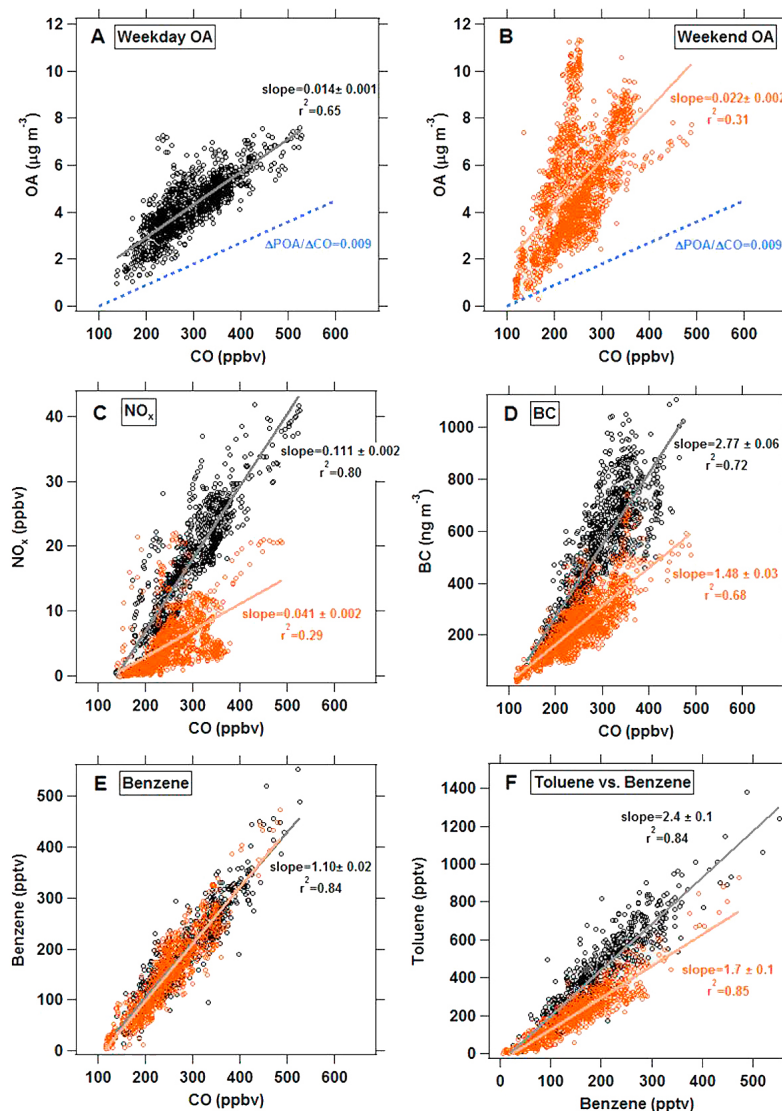 A Weekday OA
12
10
8
6
4
2
0
OA (μg m-3)
slope=0.014± 0.001
r2=0.65
ΔPOA/ΔCO=0.009
100 200 300 400 500 600
CO (ppbv)
B Weekend OA
12
10
8
6
4
2
0
OA (μg m-3)
slope=0.022± 0.002
r2=0.31
ΔPOA/ΔCO=0.009
100 200 300 400 500 600
CO (ppbv)
C NOx
40
30
20
10
0
NOx (ppbv)
slope=0.111 ± 0.002
r2=0.80
slope=0.041 ± 0.002
r2=0.29
100 200 300 400 500 600
CO (ppbv)
D BC
1000
800
600
400
200
BC (ng m-3)
slope=2.77 ± 0.06
r2=0.72
slope=1.48 ± 0.03
r2=0.68
100 200 300 400 500 600
CO (ppbv)
E Benzene
500
400
300
200
100
0
Benzene (pptv)
slope=1.10± 0.02
r2=0.84
100 200 300 400 500 600
CO (ppbv)
F Toluene vs. Benzene
1400
1200
1000
800
600
400
200
0
Toluene (pptv)
slope=2.4 ± 0.1
r2=0.84
slope=1.7 ± 0.1
r2=0.85
0 100 200 300 400 500
Benzene (pptv)